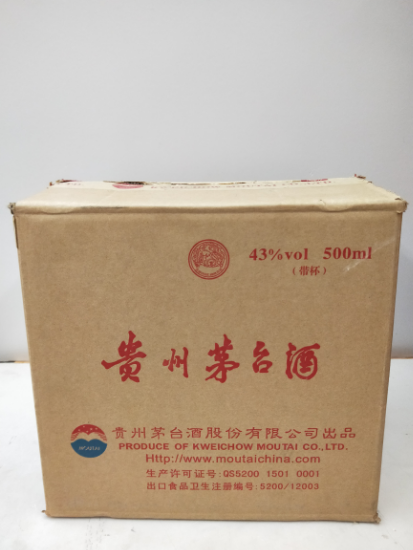 43%vol 500ml
（带杯）
贵州茅台酒
贵州茅台酒股份有限公司出品
PRODUCE OF KWEICHOW MOUTAI CO.,LTD.
Http://www.moutaichina.com
生产许可证号:QS5200 1501 0001
出口食品卫生注册编号:5200/12003